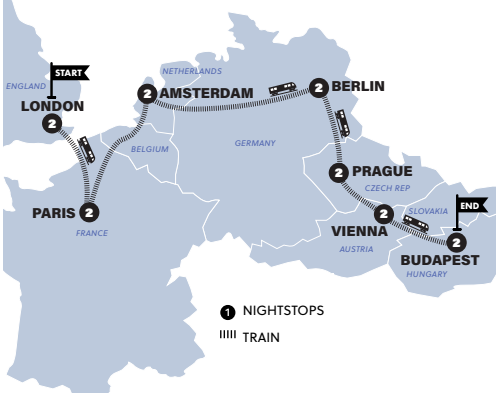 START
ENGLAND
LONDON
2
NETHERLANDS
2 AMSTERDAM
2 BERLIN
BELGIUM
GERMANY
2 PRAGUE
CZECH REP
PARIS 2
FRANCE
2
VIENNA
AUSTRIA
SLOVAKIA
END
2
BUDAPEST
HUNGARY
1 NIGHTSTOPS
TRAIN